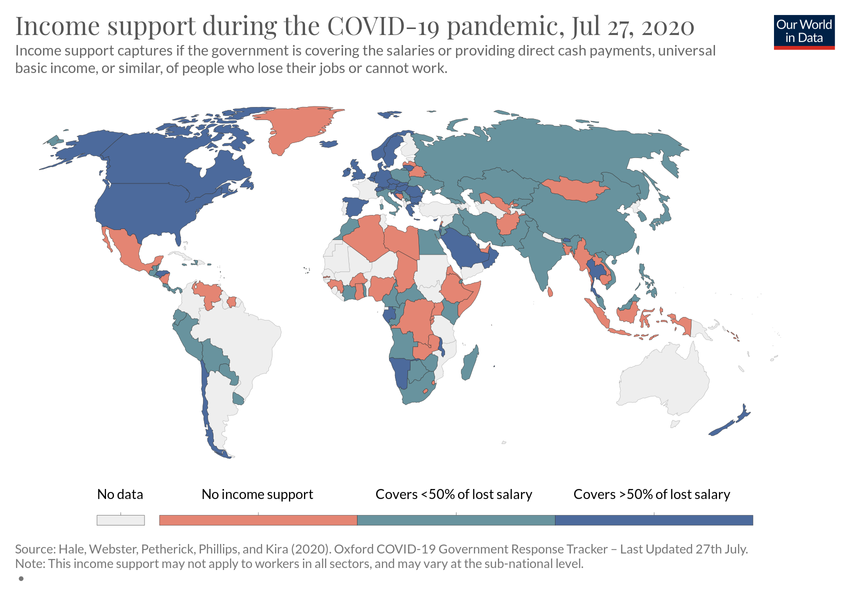 Income support during the COVID-19 pandemic, Jul 27, 2020
Our World
in Data
Income support captures if the government is covering the salaries or providing direct cash payments, universal
basic income, or similar, of people who lose their jobs or cannot work.
No data
No income support
Covers <50% of lost salary
Covers >50% of lost salary
Source: Hale, Webster, Petherick, Phillips, and Kira (2020). Oxford COVID-19 Government Response Tracker – Last Updated 27th July.
Note: This income support may not apply to workers in all sectors, and may vary at the sub-national level.